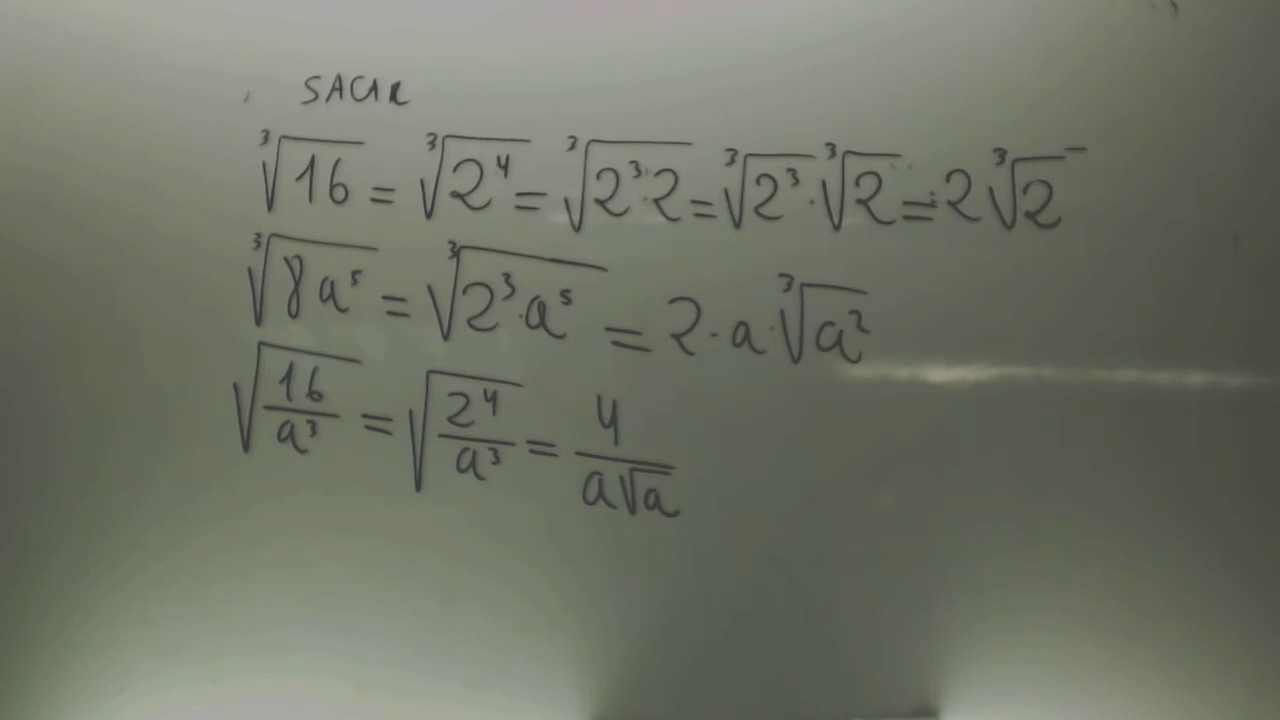 SACAR
∛16 = ∛2⁴ = ∛2³·2 = ∛2³ · ∛2 = 2∛2
∛8a⁵ = ∛2³·a⁵ = 2·a·∛a²
√16/a³ = √2⁴/a³ = 4/a√a